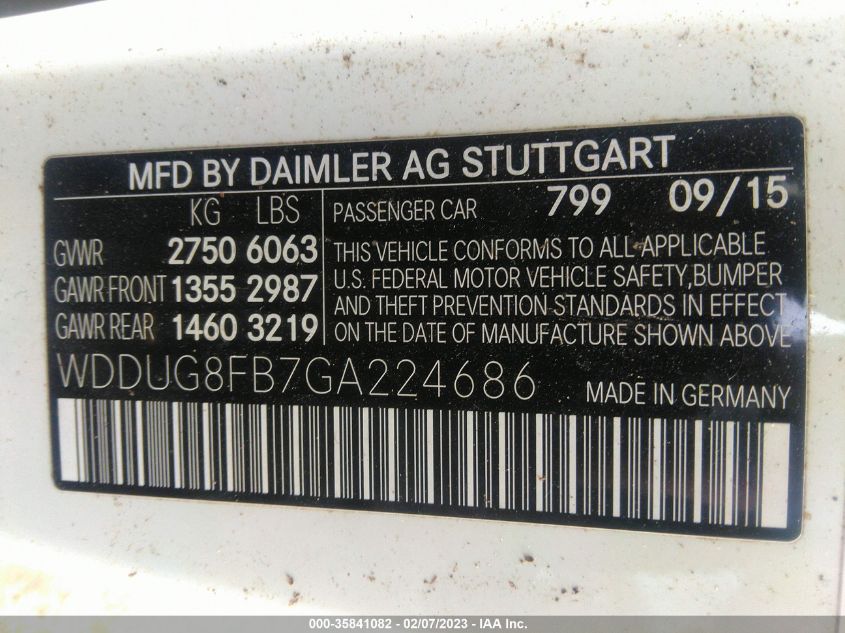 MFD BY DAIMLER AG STUTTGART
KG LBS
GVWR 2750 6063
GAWR FRONT 1355 2987
GAWR REAR 1460 3219
PASSENGER CAR 799 09/15
THIS VEHICLE CONFORMS TO ALL APPLICABLE
U.S. FEDERAL MOTOR VEHICLE SAFETY, BUMPER
AND THEFT PREVENTION STANDARDS IN EFFECT
ON THE DATE OF MANUFACTURE SHOWN ABOVE
WDDUG8FB7GA224686 MADE IN GERMANY
000-35841082 - 02/07/2023 - IAA Inc.